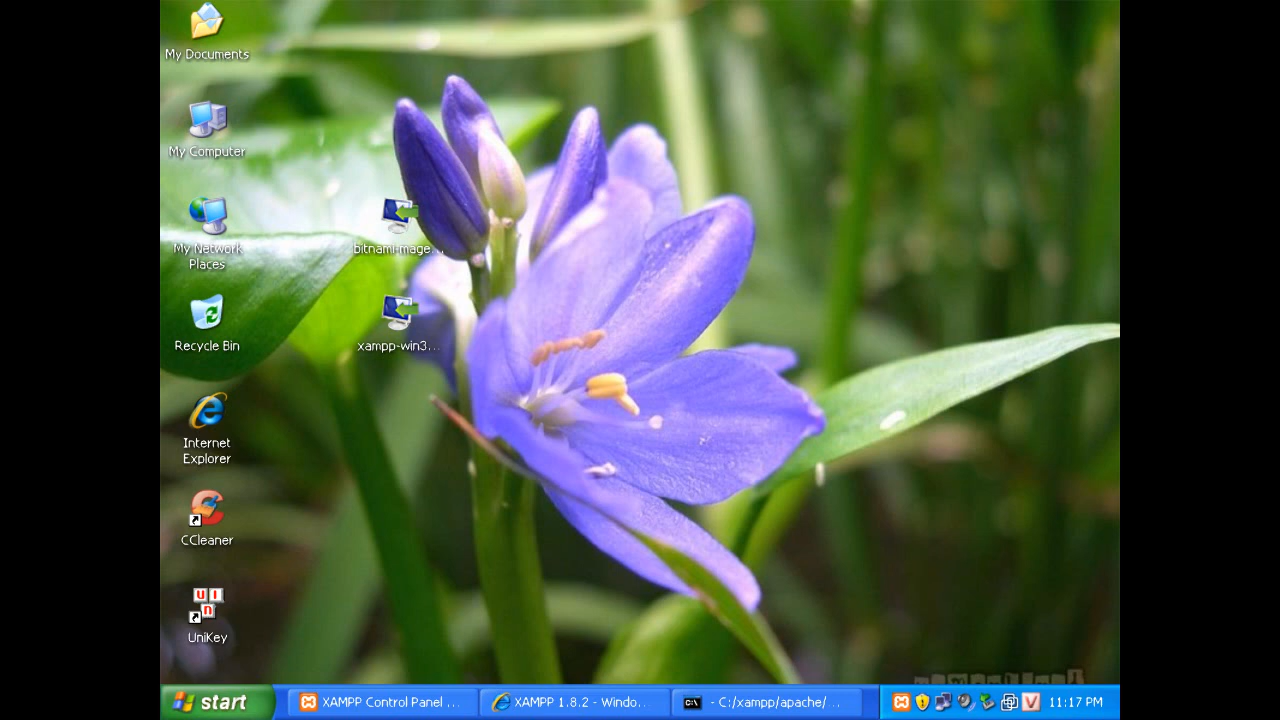 My Documents
My Computer
My Network
Places
bitnami-mage...
Recycle Bin
xampp-win3...
Internet
Explorer
CCleaner
UniKey
start
XAMPP Control Panel ...
XAMPP 1.8.2 - Windo...
- C:/xampp/apache/...
11:17 PM